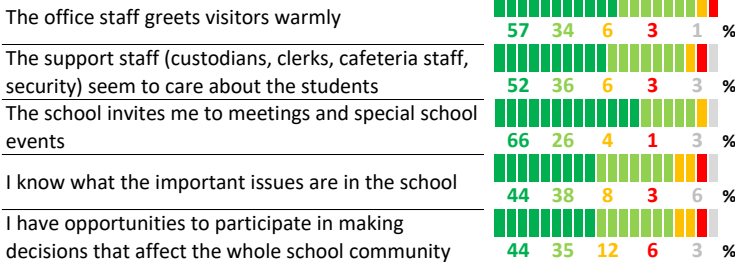 The office staff greets visitors warmly
57 34 6 3 1 %
The support staff (custodians, clerks, cafeteria staff,
security) seem to care about the students
52 36 6 3 3 %
The school invites me to meetings and special school
events
66 26 4 1 3 %
I know what the important issues are in the school
44 38 8 3 6 %
I have opportunities to participate in making
decisions that affect the whole school community
44 35 12 6 3 %